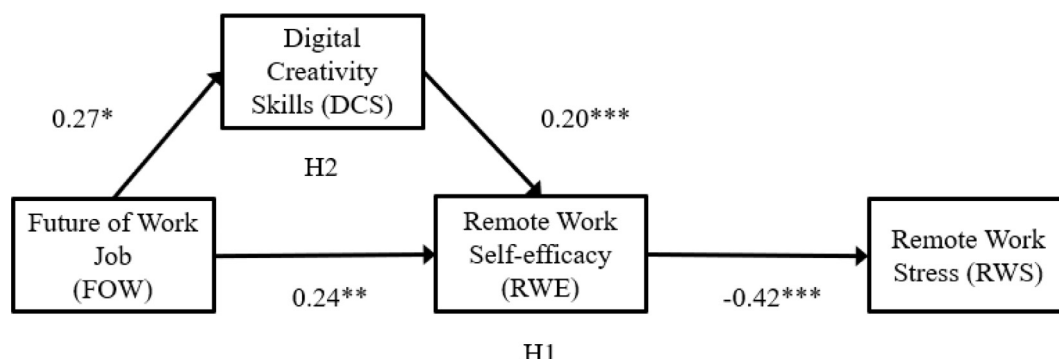 Digital
Creativity
Skills (DCS)
0.27*
0.20***
H2
Future of Work
Job
(FOW)
Remote Work
Self-efficacy
(RWE)
Remote Work
Stress (RWS)
0.24**
-0.42***
H1